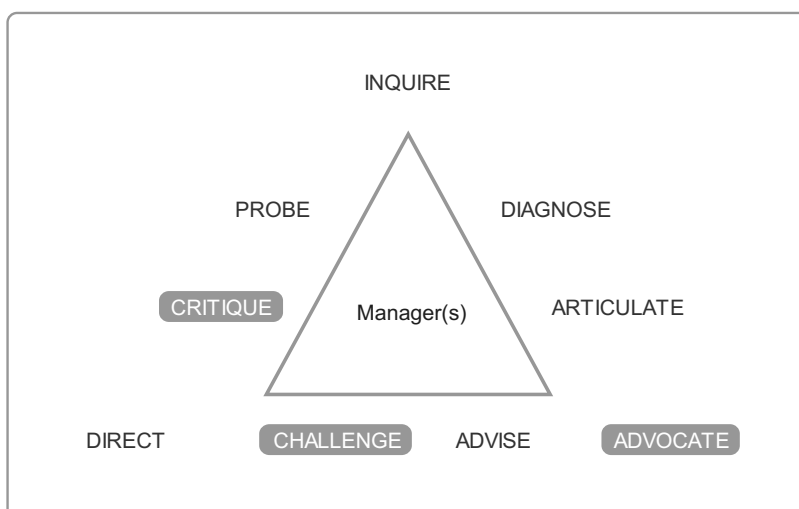 INQUIRE
PROBE DIAGNOSE
CRITIQUE Manager(s) ARTICULATE
DIRECT CHALLENGE ADVISE ADVOCATE